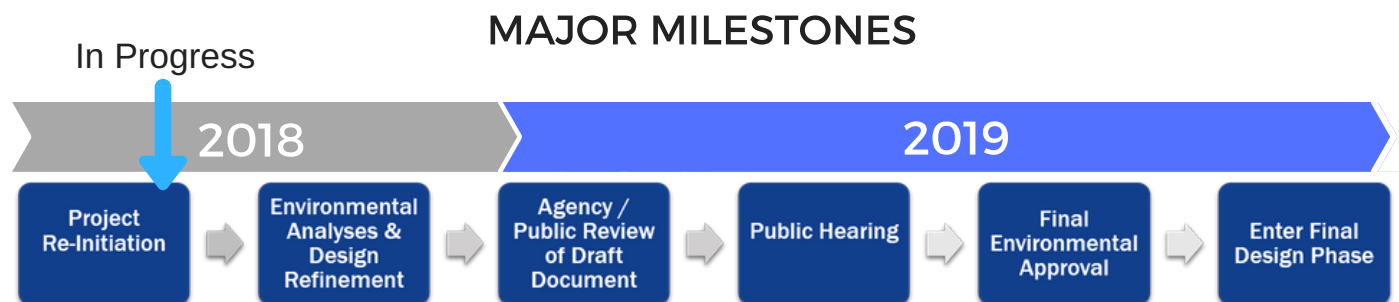 MAJOR MILESTONES
In Progress
2018
2019
Project
Re-Initiation
Environmental
Analyses &
Design
Refinement
Agency /
Public Review
of Draft
Document
Public Hearing
Final
Environmental
Approval
Enter Final
Design Phase